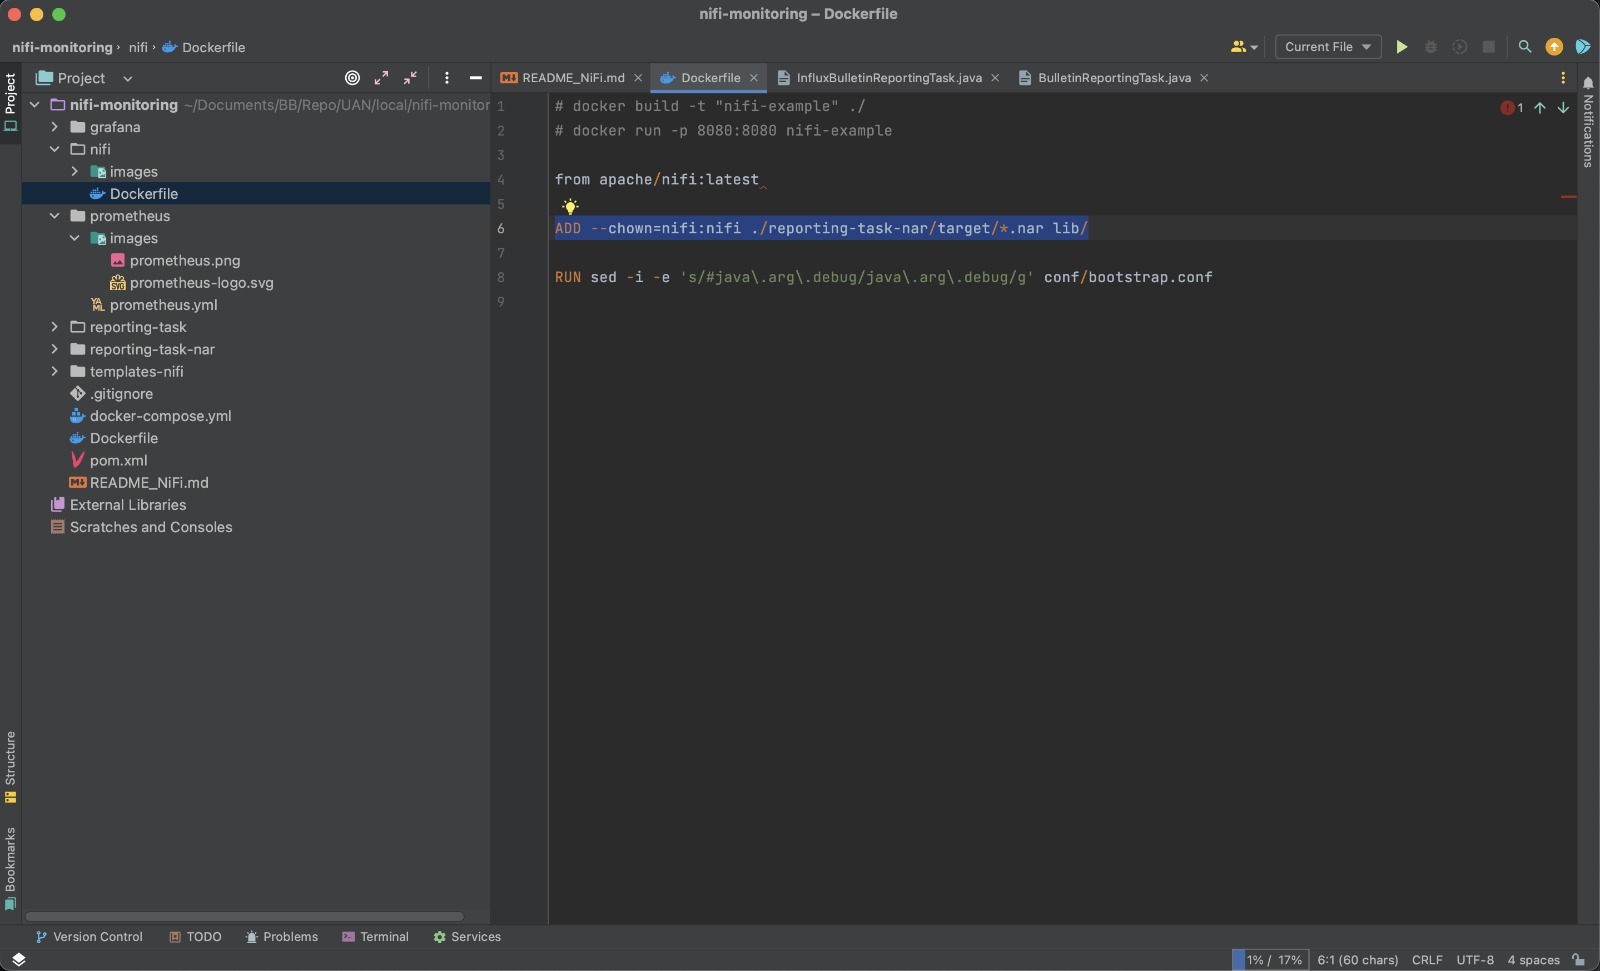 nifi-monitoring – Dockerfile
nifi-monitoring › nifi › Dockerfile
Current File
Project
Project
README_NiFi.md
Dockerfile
InfluxBulletinReportingTask.java
BulletinReportingTask.java
Notifications
nifi-monitoring ~/Documents/BB/Repo/UAN/local/nifi-monitor
grafana
nifi
images
Dockerfile
prometheus
images
prometheus.png
prometheus-logo.svg
prometheus.yml
reporting-task
reporting-task-nar
templates-nifi
.gitignore
docker-compose.yml
Dockerfile
pom.xml
README_NiFi.md
External Libraries
Scratches and Consoles
1 # docker build -t "nifi-example" ./
2 # docker run -p 8080:8080 nifi-example
3
4 from apache/nifi:latest
5
6 ADD --chown=nifi:nifi ./reporting-task-nar/target/*.nar lib/
7
8 RUN sed -i -e 's/#java\.arg\.debug/java\.arg\.debug/g' conf/bootstrap.conf
9
1
Structure
Bookmarks
Version Control
TODO
Problems
Terminal
Services
1% / 17% 6:1 (60 chars) CRLF UTF-8 4 spaces